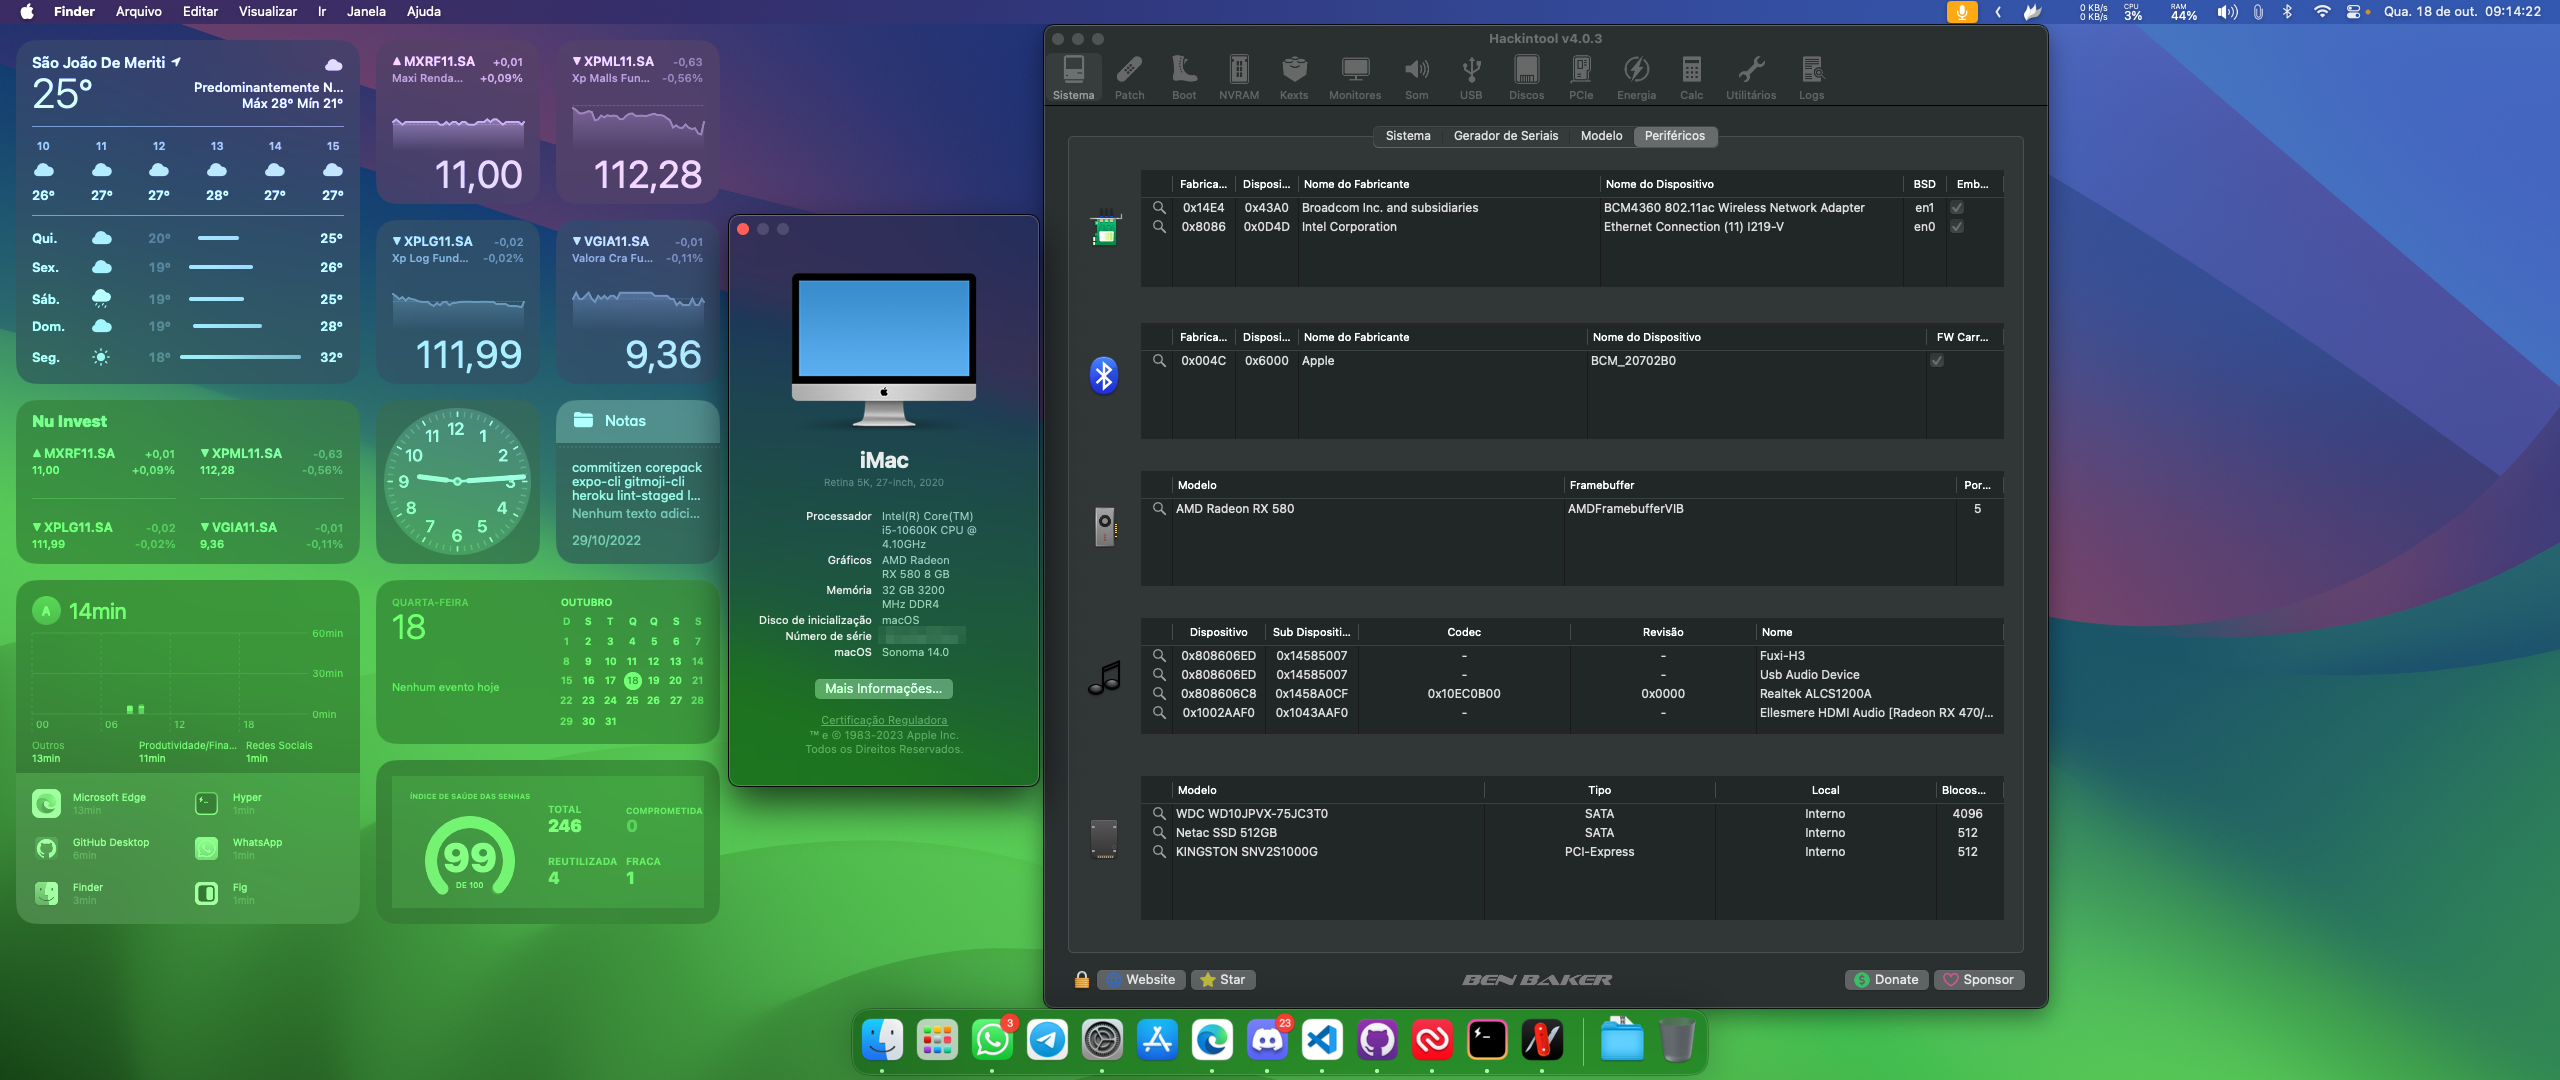 Finder Arquivo Editar Visualizar Ir Janela Ajuda
0 KB/s
0 KB/s
CPU
3%
RAM
44%
Qua. 18 de out. 09:14:22
São João De Meriti
25°
Predominantemente N...
Máx 28° Mín 21°
10 11 12 13 14 15
26° 27° 27° 28° 27° 27°
Qui. 20° 25°
Sex. 19° 26°
Sáb. 19° 25°
Dom. 19° 28°
Seg. 18° 32°
▲MXRF11.SA +0,01
Maxi Renda... +0,09%
11,00
▼XPML11.SA -0,63
Xp Malls Fun... -0,56%
112,28
▼XPLG11.SA -0,02
Xp Log Fund... -0,02%
111,99
▼VGIA11.SA -0,01
Valora Cra Fu... -0,11%
9,36
Nu Invest
▲MXRF11.SA +0,01
11,00 +0,09%
▼XPML11.SA -0,63
112,28 -0,56%
▼XPLG11.SA -0,02
111,99 -0,02%
▼VGIA11.SA -0,01
9,36 -0,11%
12 1 2 3 4 5 6 7 8 9 10 11
Notas
commitizen corepack
expo-cli gitmoji-cli
heroku lint-staged l...
Nenhum texto adici...
29/10/2022
A 14min
60min
30min
0min
00 06 12 18
Outros
13min
Produtividade/Fina...
11min
Redes Sociais
1min
Microsoft Edge
13min
Hyper
1min
GitHub Desktop
6min
WhatsApp
1min
Finder
3min
Fig
1min
QUARTA-FEIRA
18
Nenhum evento hoje
OUTUBRO
D S T Q Q S S
1 2 3 4 5 6 7
8 9 10 11 12 13 14
15 16 17 18 19 20 21
22 23 24 25 26 27 28
29 30 31
ÍNDICE DE SAÚDE DAS SENHAS
99
DE 100
TOTAL
246
COMPROMETIDA
0
REUTILIZADA
4
FRACA
1
iMac
Retina 5K, 27-inch, 2020
Processador Intel(R) Core(TM)
i5-10600K CPU @
4.10GHz
Gráficos AMD Radeon
RX 580 8 GB
Memória 32 GB 3200
MHz DDR4
Disco de inicialização macOS
Número de série
macOS Sonoma 14.0
Mais Informações...
Certificação Reguladora
™ e © 1983-2023 Apple Inc.
Todos os Direitos Reservados.
Hackintool v4.0.3
Sistema Patch Boot NVRAM Kexts Monitores Som USB Discos PCIe Energia Calc Utilitários Logs
Sistema Gerador de Seriais Modelo Periféricos
Fabrica... Disposi... Nome do Fabricante Nome do Dispositivo BSD Emb...
0x14E4 0x43A0 Broadcom Inc. and subsidiaries BCM4360 802.11ac Wireless Network Adapter en1
0x8086 0x0D4D Intel Corporation Ethernet Connection (11) I219-V en0
Fabrica... Disposi... Nome do Fabricante Nome do Dispositivo FW Carr...
0x004C 0x6000 Apple BCM_20702B0
Modelo Framebuffer Por...
AMD Radeon RX 580 AMDFramebufferVIB 5
Dispositivo Sub Dispositi... Codec Revisão Nome
0x808606ED 0x14585007 - - Fuxi-H3
0x808606ED 0x14585007 - - Usb Audio Device
0x808606C8 0x1458A0CF 0x10EC0B00 0x0000 Realtek ALCS1200A
0x1002AAF0 0x1043AAF0 - - Ellesmere HDMI Audio [Radeon RX 470/...
Modelo Tipo Local Blocos...
WDC WD10JPVX-75JC3T0 SATA Interno 4096
Netac SSD 512GB SATA Interno 512
KINGSTON SNV2S1000G PCI-Express Interno 512
Website Star BEN BAKER Donate Sponsor
3
23